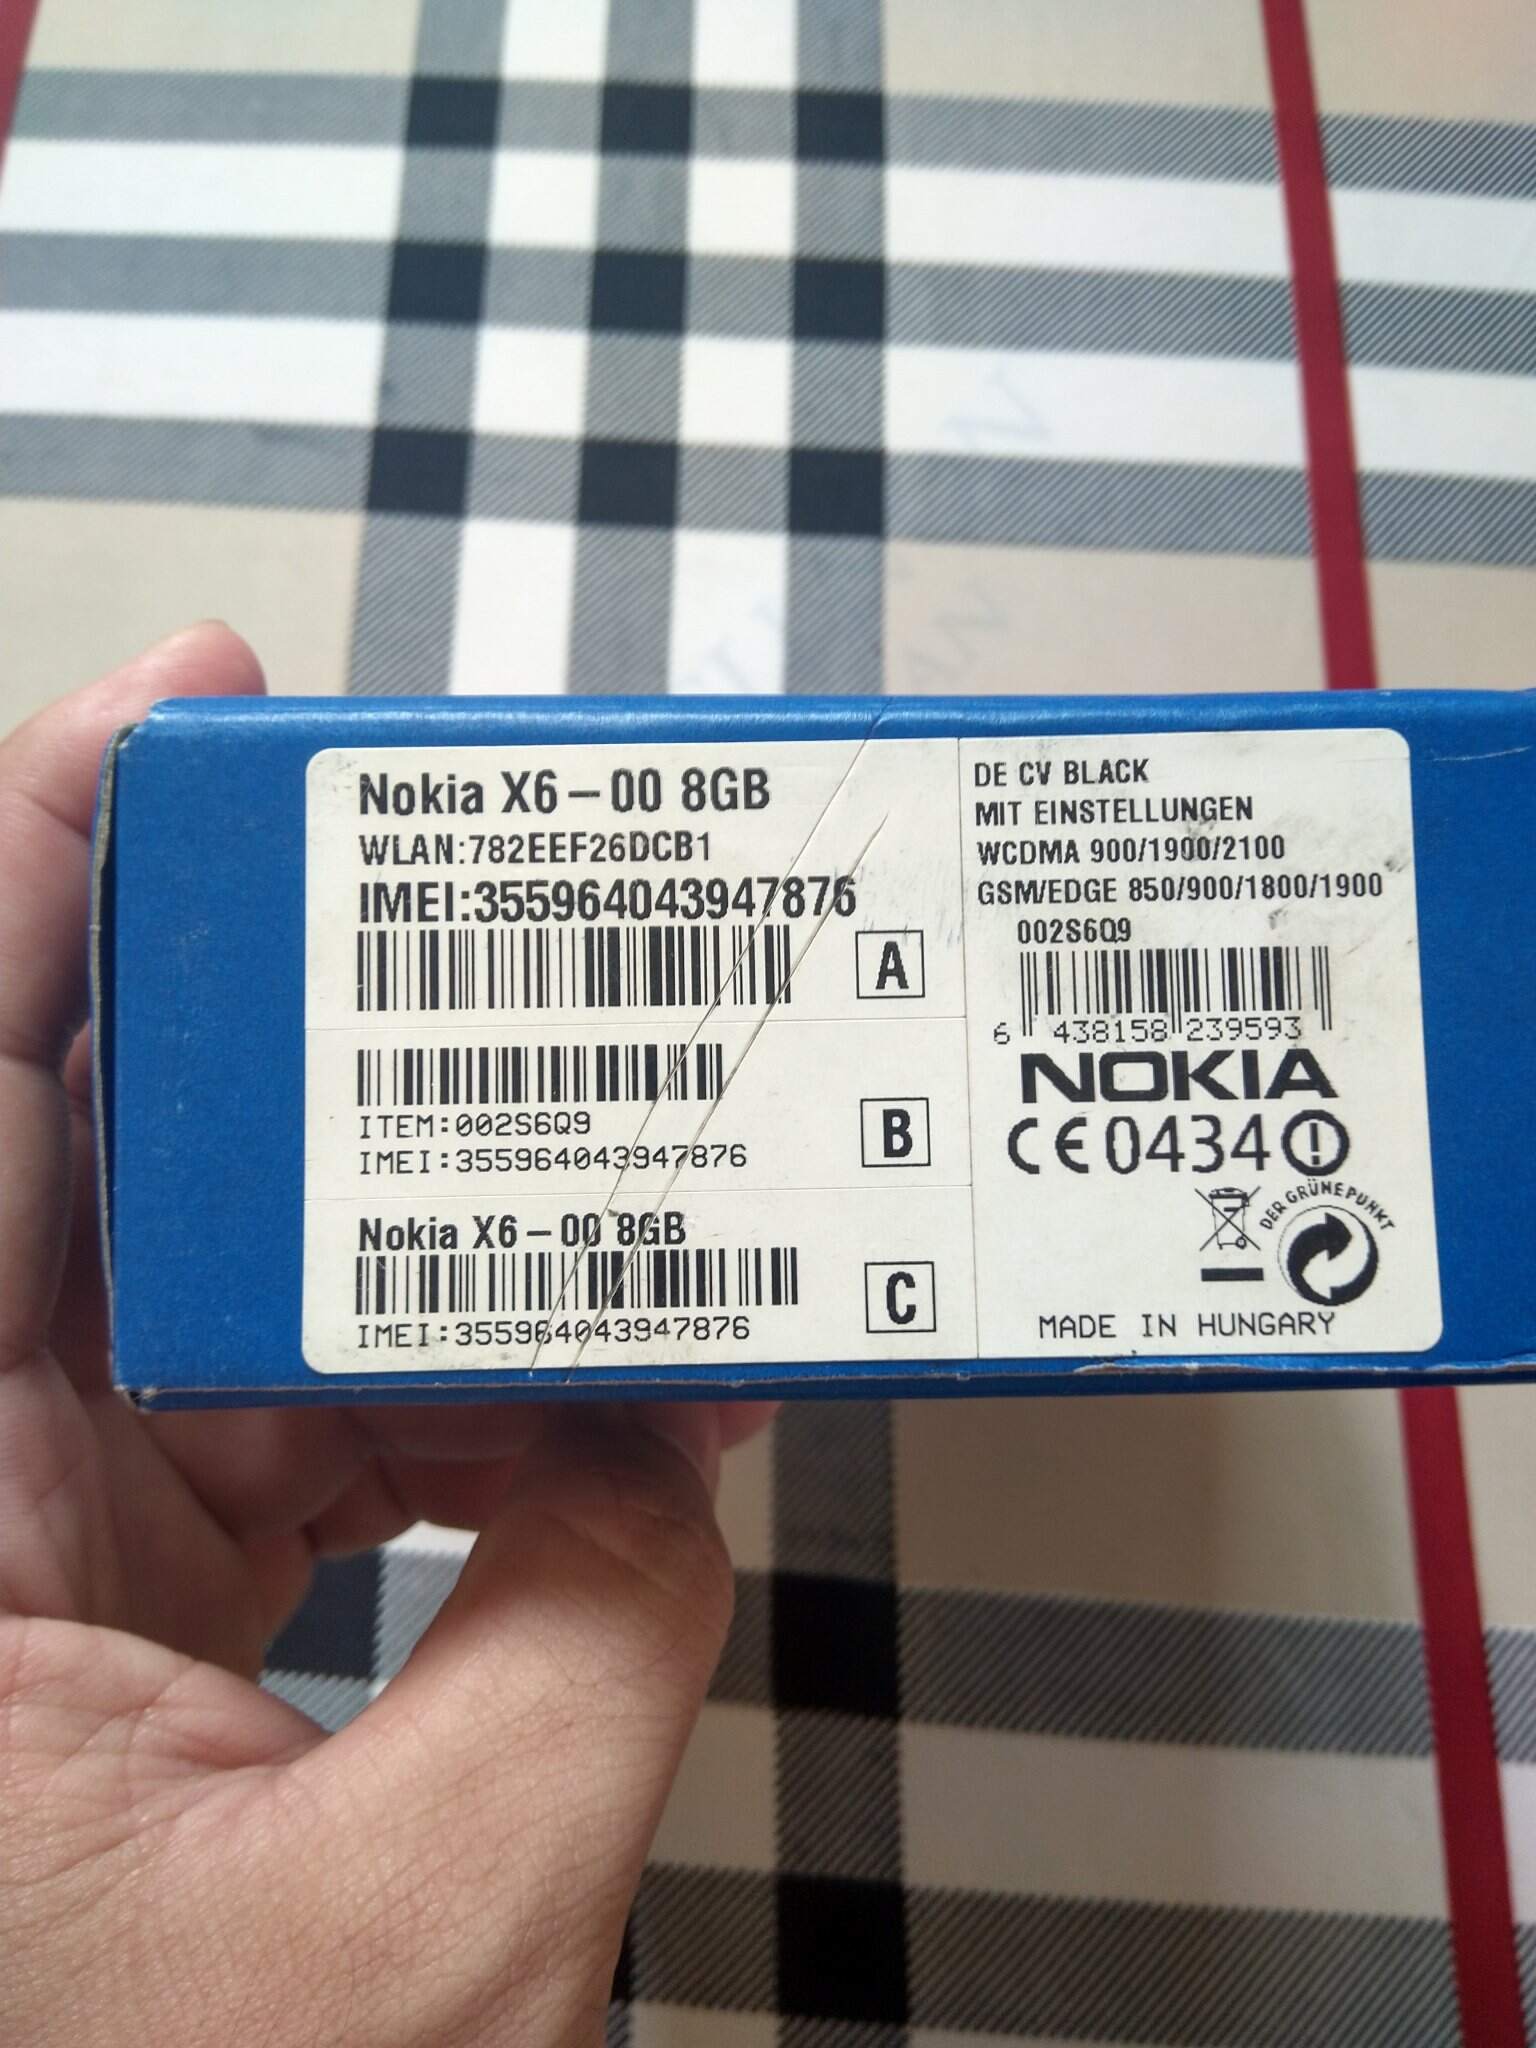 Nokia X6-00 8GB
WLAN:782EEF26DCB1
IMEI:355964043947876
A
ITEM:002S6Q9
IMEI:355964043947876
B
Nokia X6-00 8GB
IMEI:355964043947876
C
DE CV BLACK
MIT EINSTELLUNGEN
WCDMA 900/1900/2100
GSM/EDGE 850/900/1800/1900
002S6Q9
6 438158 239593
NOKIA
CE0434
DER GRÜNE PUNKT
MADE IN HUNGARY